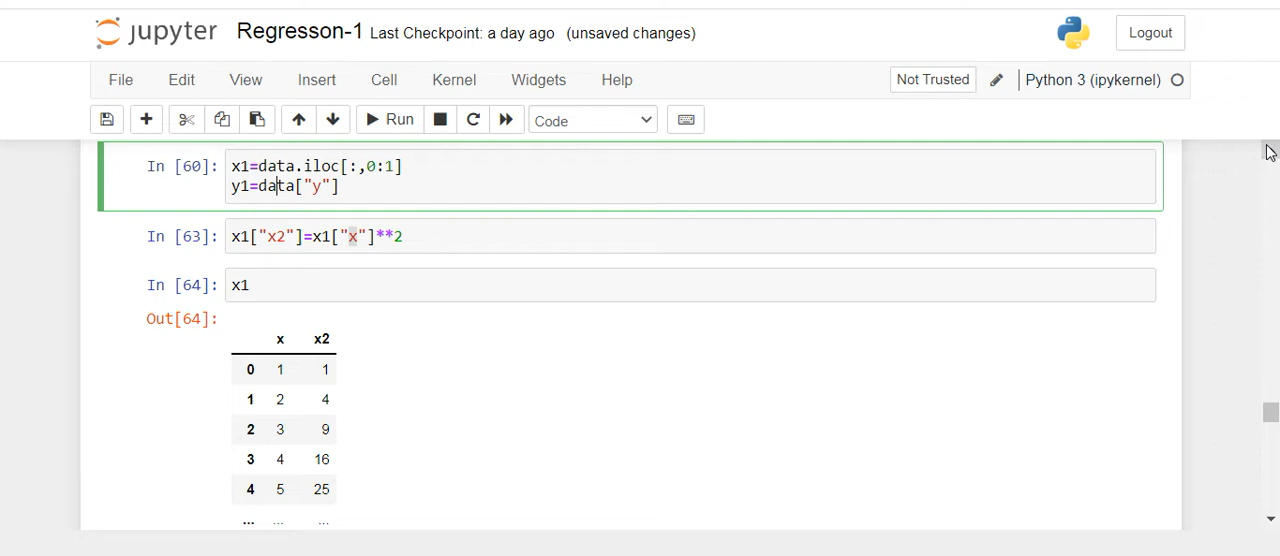 jupyter Regresson-1 Last Checkpoint: a day ago (unsaved changes) Logout
File Edit View Insert Cell Kernel Widgets Help Not Trusted Python 3 (ipykernel)
Run Code
In [60]: x1=data.iloc[:,0:1]
y1=data["y"]
In [63]: x1["x2"]=x1["x"]**2
In [64]: x1
Out[64]:
x x2
0 1 1
1 2 4
2 3 9
3 4 16
4 5 25
... ... ...